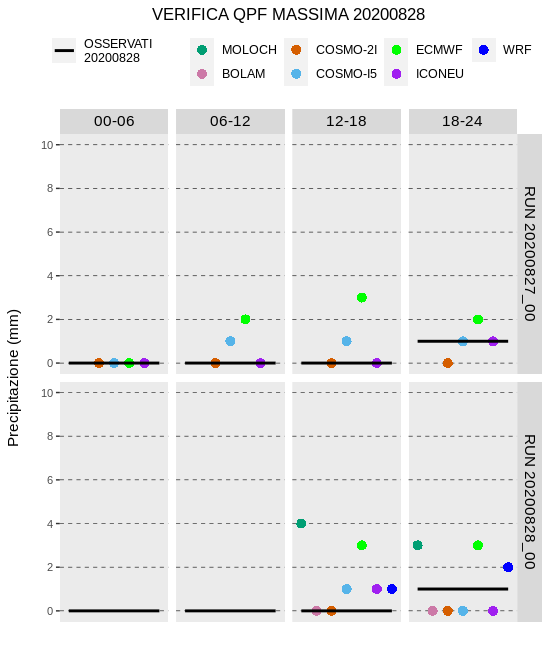 VERIFICA QPF MASSIMA 20200828
OSSERVATI
20200828
MOLOCH
COSMO-2I
ECMWF
WRF
BOLAM
COSMO-I5
ICONEU
00-06
06-12
12-18
18-24
10
8
6
4
2
0
RUN 20200827_00
Precipitazione (mm)
10
8
6
4
2
0
RUN 20200828_00